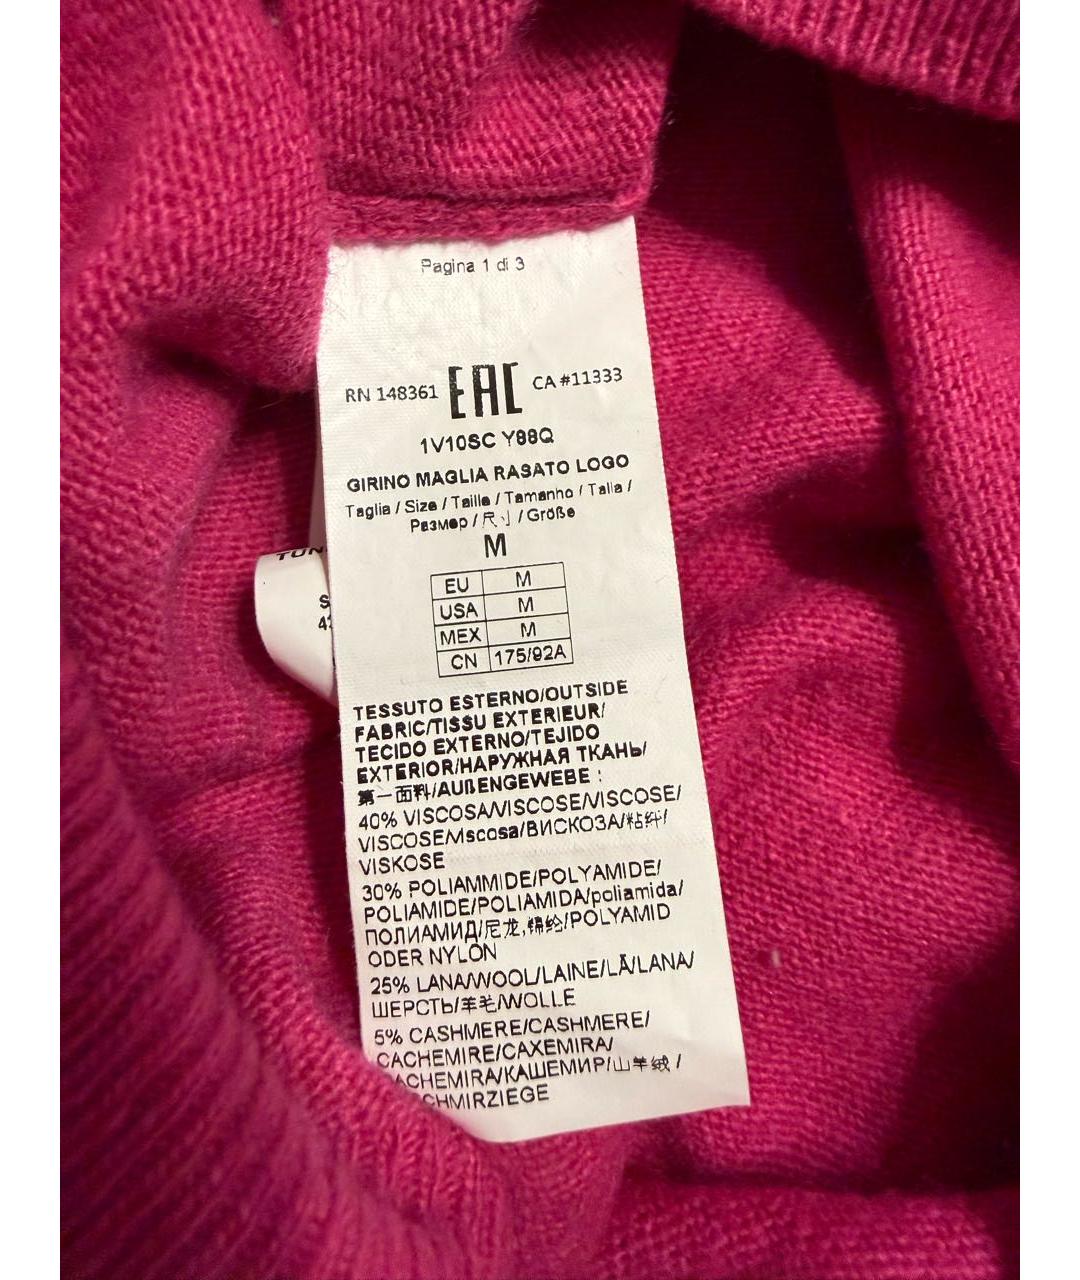 Pagina 1 di 3
RN 148361 EAC CA #11333
1V10SC Y88Q
GIRINO MAGLIA RASATO LOGO
Taglia / Size / Taille / Tamanho / Talla /
Размер / 尺寸 / Größe
M
EU M
USA M
MEX M
CN 175/92A
TESSUTO ESTERNO/OUTSIDE
FABRIC/TISSU EXTERIEUR/
TECIDO EXTERNO/TEJIDO
EXTERIOR/НАРУЖНАЯ ТКАНЬ/
第一面料/AUßENGEWEBE :
40% VISCOSA/VISCOSE/VISCOSE/
VISCOSE/Viscosa/ВИСКОЗА/粘纤/
VISKOSE
30% POLIAMMIDE/POLYAMIDE/
POLIAMIDE/POLIAMIDA/poliamida/
ПОЛИАМИД/尼龙,锦纶/POLYAMID
ODER NYLON
25% LANA/WOOL/LAINE/LÃ/LANA/
ШЕРСТЬ/羊毛/WOLLE
5% CASHMERE/CASHMERE/
CACHEMIRE/CAXEMIRA/
ACHEMIRA/КАШЕМИР/山羊绒 /
CHMIRZIEGE